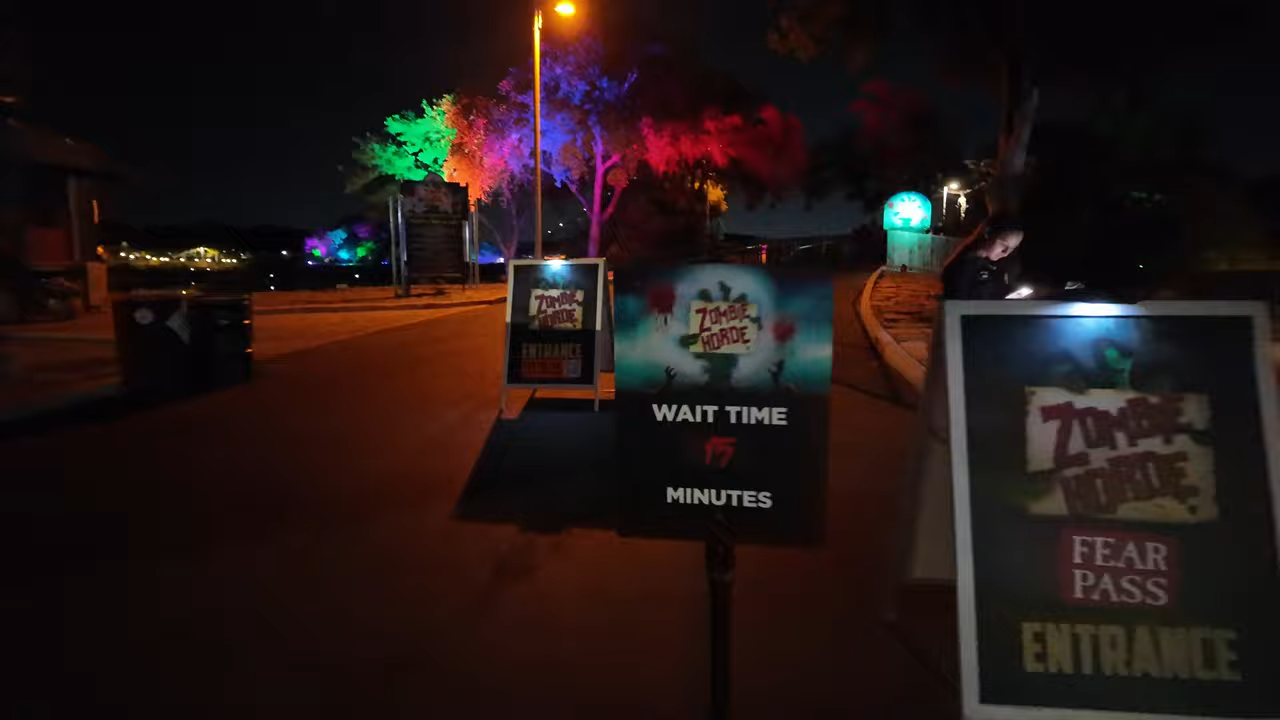 ZOMBIE
HORDE
ENTRANCE
ZOMBIE
HORDE
WAIT TIME
15
MINUTES
ZOMBIE
HORDE
FEAR
PASS
ENTRANCE